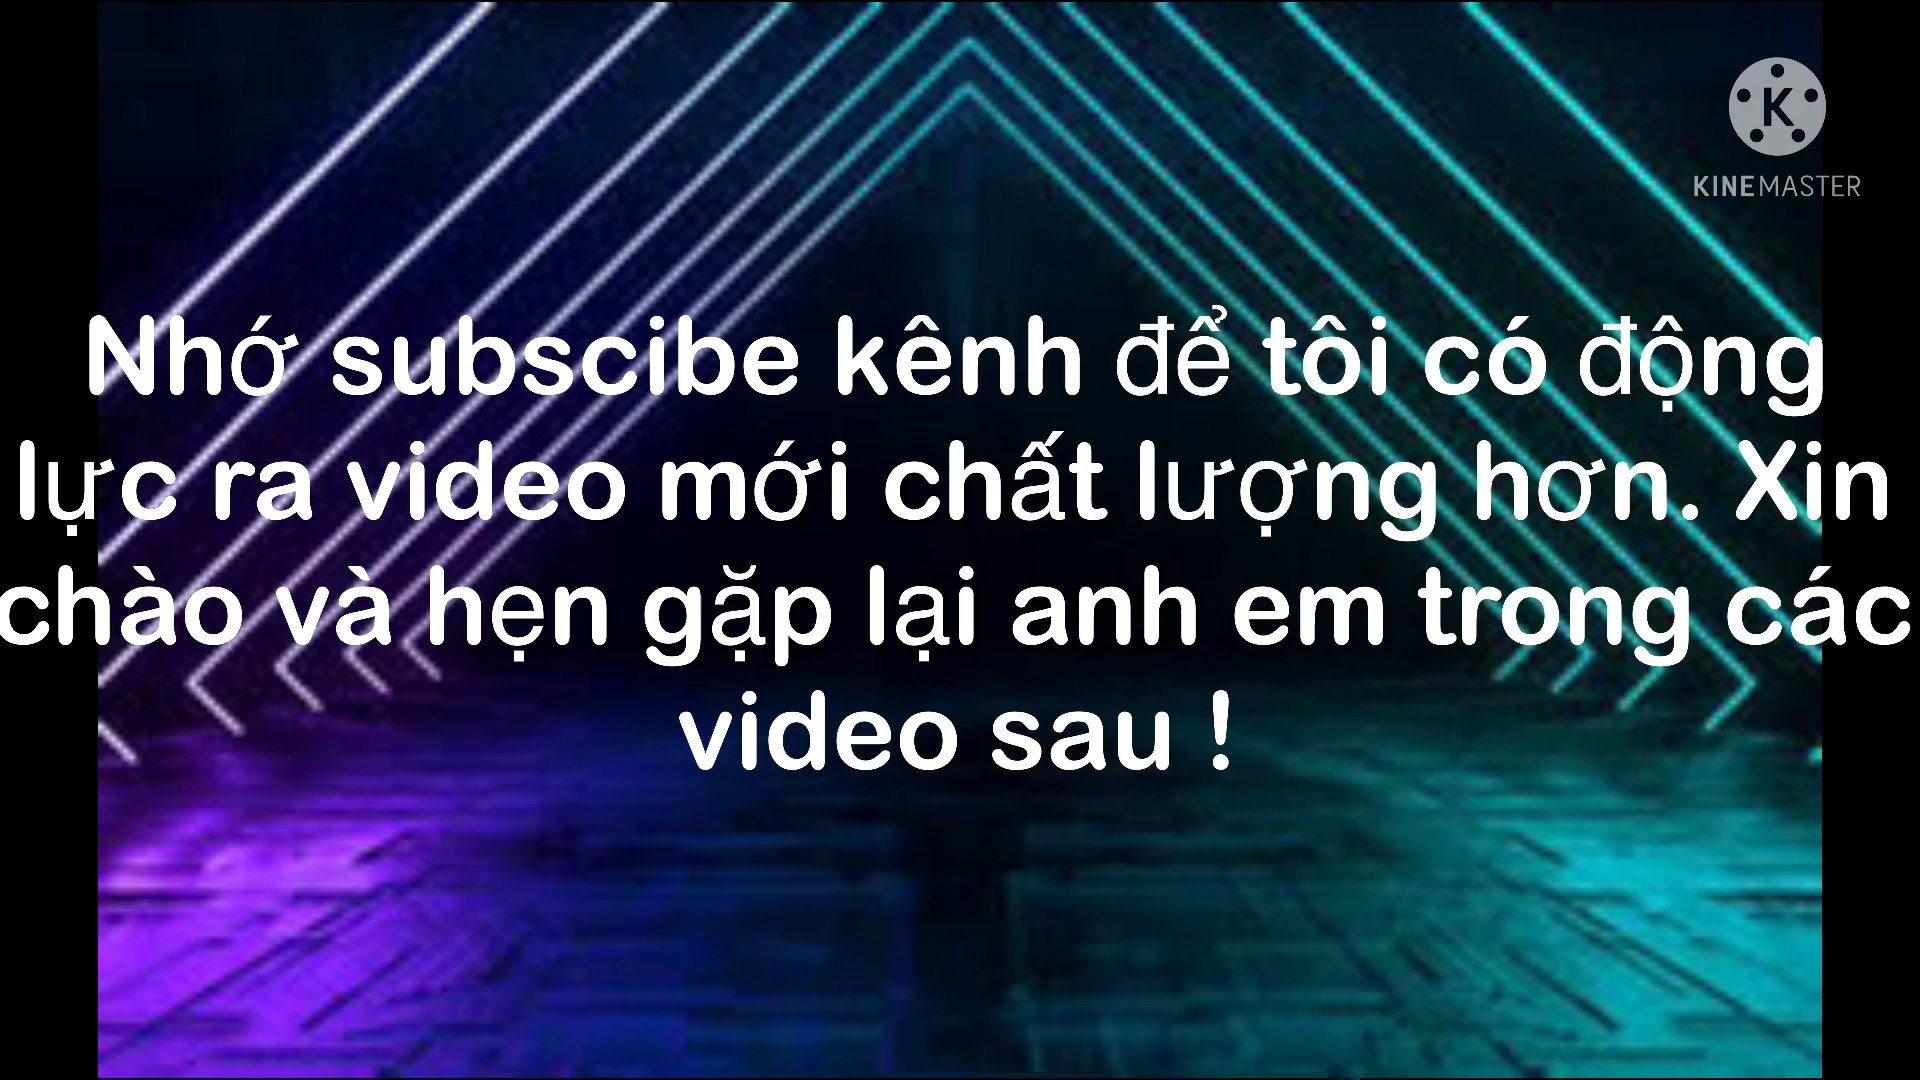 K
KINEMASTER
Nhớ subscibe kênh để tôi có động
lực ra video mới chất lượng hơn. Xin
chào và hẹn gặp lại anh em trong các
video sau !